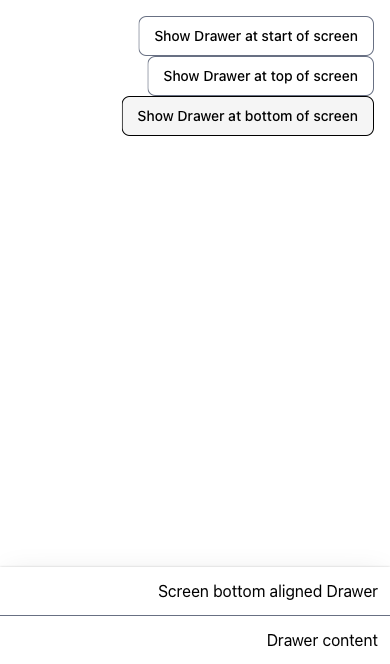 Show Drawer at start of screen
Show Drawer at top of screen
Show Drawer at bottom of screen
Screen bottom aligned Drawer
Drawer content